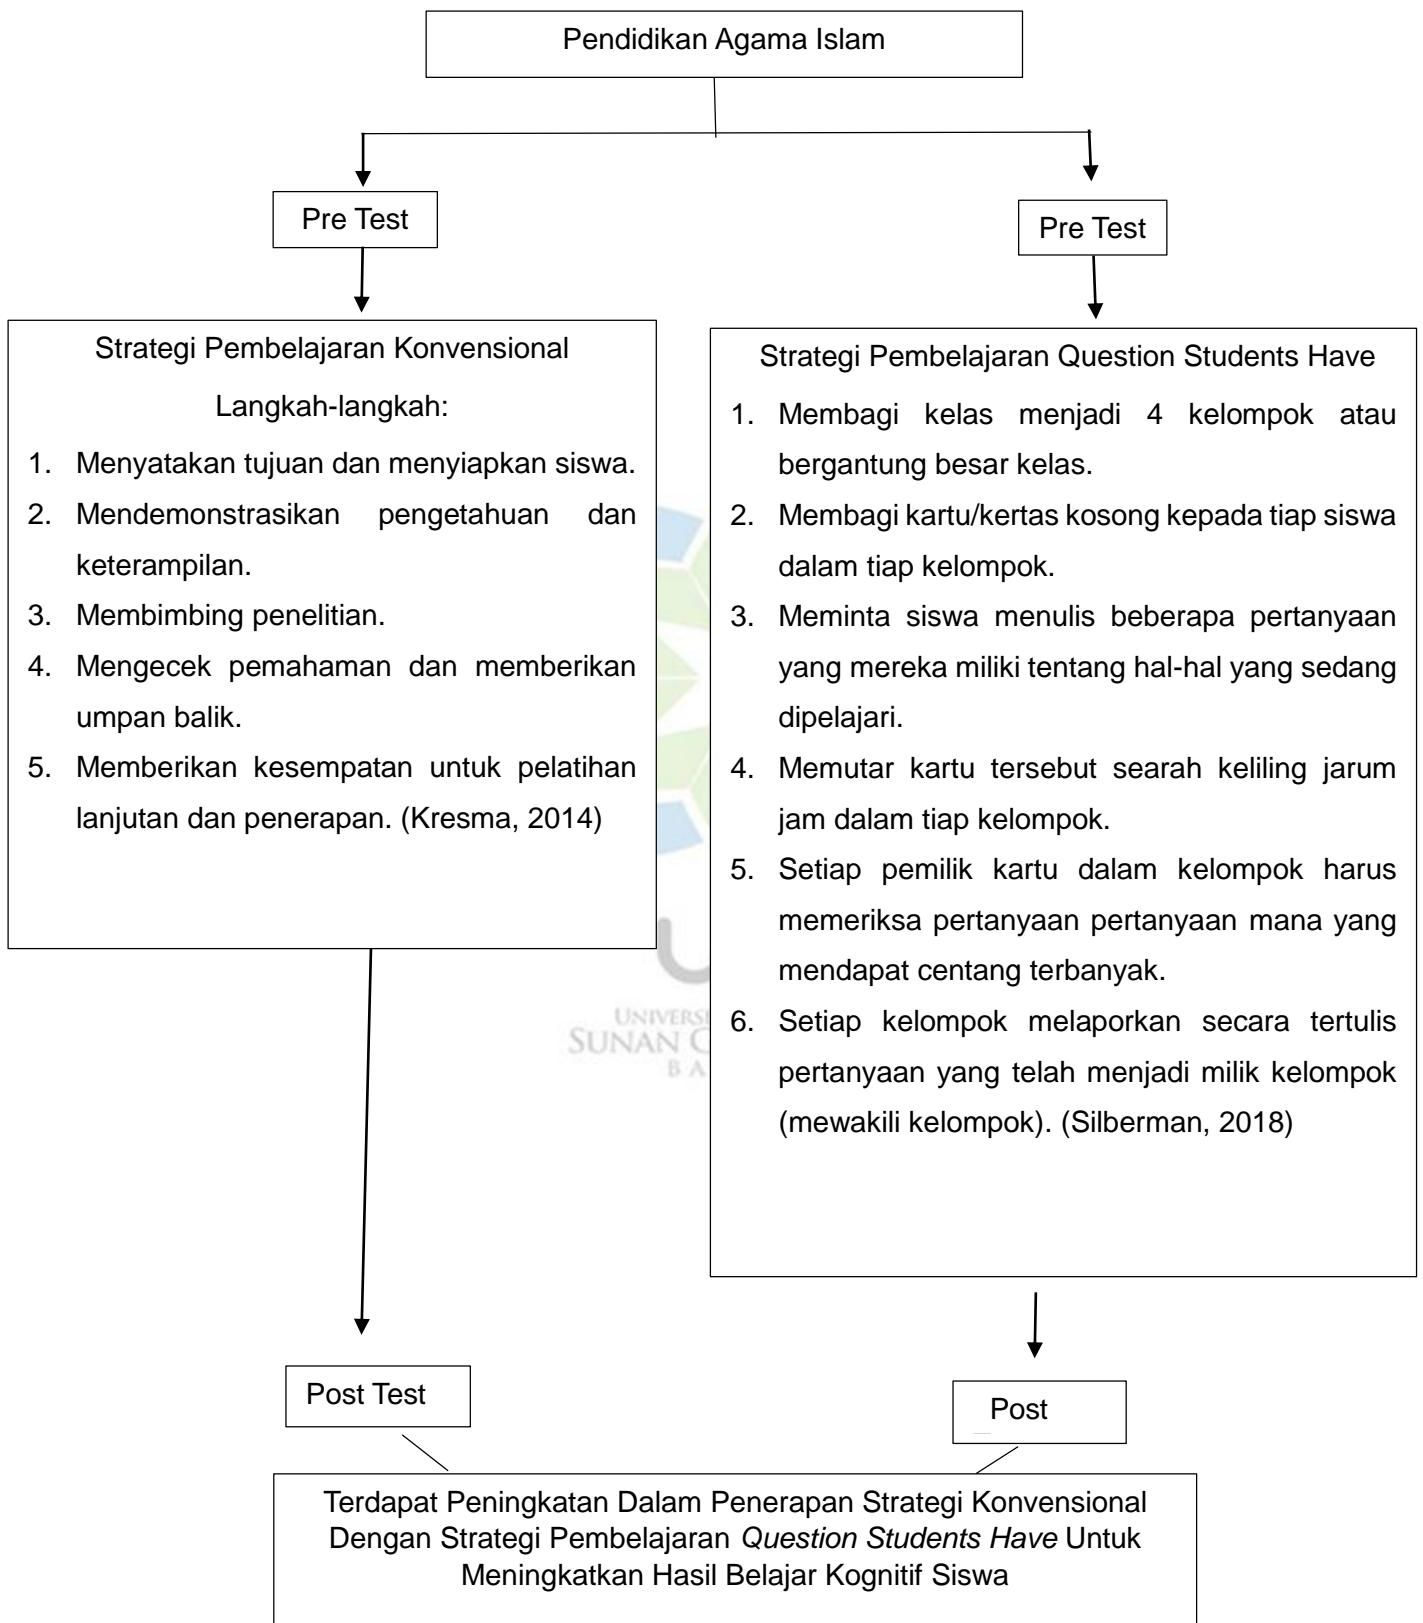 Pendidikan Agama Islam
Pre Test
Pre Test
Strategi Pembelajaran Konvensional
Langkah-langkah:
1. Menyatakan tujuan dan menyiapkan siswa.
2. Mendemonstrasikan pengetahuan dan
keterampilan.
3. Membimbing penelitian.
4. Mengecek pemahaman dan memberikan
umpan balik.
5. Memberikan kesempatan untuk pelatihan
lanjutan dan penerapan. (Kresma, 2014)
Strategi Pembelajaran Question Students Have
1. Membagi kelas menjadi 4 kelompok atau
bergantung besar kelas.
2. Membagi kartu/kertas kosong kepada tiap siswa
dalam tiap kelompok.
3. Meminta siswa menulis beberapa pertanyaan
yang mereka miliki tentang hal-hal yang sedang
dipelajari.
4. Memutar kartu tersebut searah keliling jarum
jam dalam tiap kelompok.
5. Setiap pemilik kartu dalam kelompok harus
memeriksa pertanyaan pertanyaan mana yang
mendapat centang terbanyak.
6. Setiap kelompok melaporkan secara tertulis
pertanyaan yang telah menjadi milik kelompok
(mewakili kelompok). (Silberman, 2018)
SUNAN
Post Test
Post
Terdapat Peningkatan Dalam Penerapan Strategi Konvensional
Dengan Strategi Pembelajaran Question Students Have Untuk
Meningkatkan Hasil Belajar Kognitif Siswa